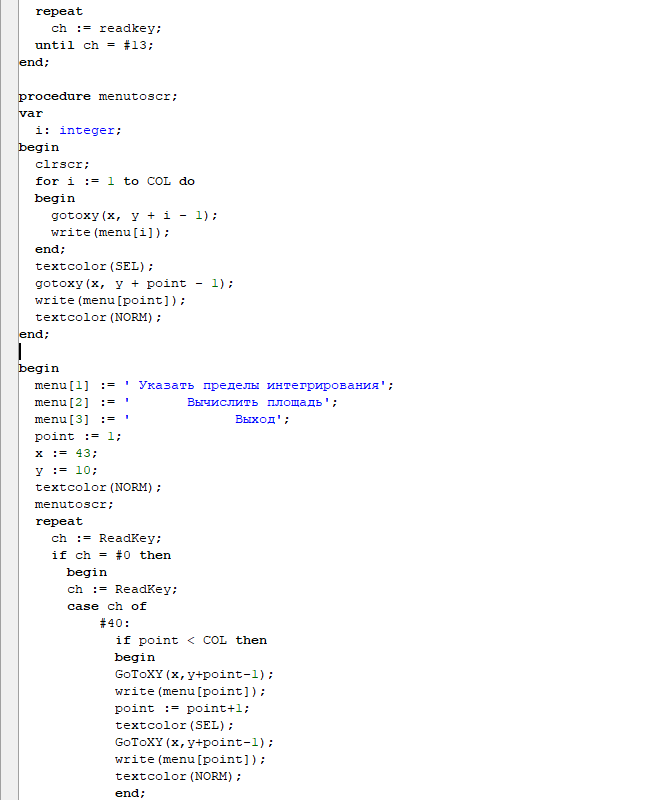 repeat
ch := readkey;
until ch = #13;
end;
procedure menutoscr;
var
i: integer;
begin
clrscr;
for i := 1 to COL do
begin
gotoxy(x, y + i - 1);
write(menu[i]);
end;
textcolor(SEL);
gotoxy(x, y + point - 1);
write(menu[point]);
textcolor(NORM);
end;
begin
menu[1] := ' Указать пределы интегрирования';
menu[2] := '       Вычислить площадь';
menu[3] := '             Выход';
point := 1;
x := 43;
y := 10;
textcolor(NORM);
menutoscr;
repeat
ch := ReadKey;
if ch = #0 then
begin
ch := ReadKey;
case ch of
#40:
if point < COL then
begin
GoToXY(x,y+point-1);
write(menu[point]);
point := point+1;
textcolor(SEL);
GoToXY(x,y+point-1);
write(menu[point]);
textcolor(NORM);
end;